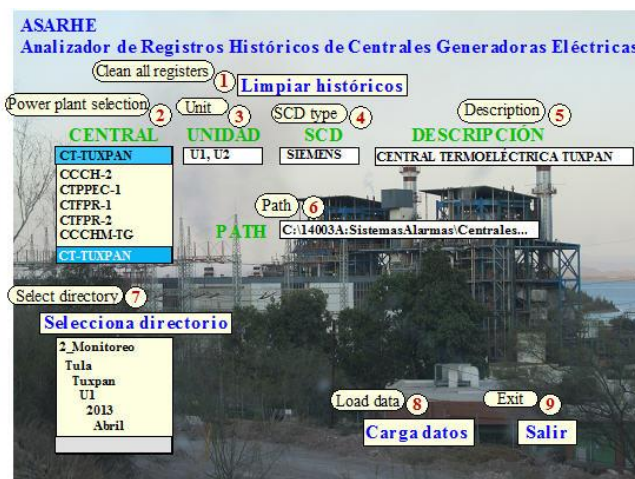 ASARHE
Analizador de Registros Históricos de Centrales Generadoras Eléctricas
Clean all registers 1
Limpiar históricos
Power plant selection 2 Unit 3 SCD type 4 Description 5
CENTRAL UNIDAD SCD DESCRIPCIÓN
CT-TUXPAN U1, U2 SIEMENS CENTRAL TERMOELÉCTRICA TUXPAN
CCCH-2
CTPPEC-1
CTFPR-1
CTFPR-2
CCCHM-TG
CT-TUXPAN
Path 6
PATH C:\14003A:SistemasAlarmas\Centrales...
Select directory 7
Selecciona directorio
2_Monitoreo
Tula
Tuxpan
U1
2013
Abril
Load data 8 Exit 9
Carga datos Salir